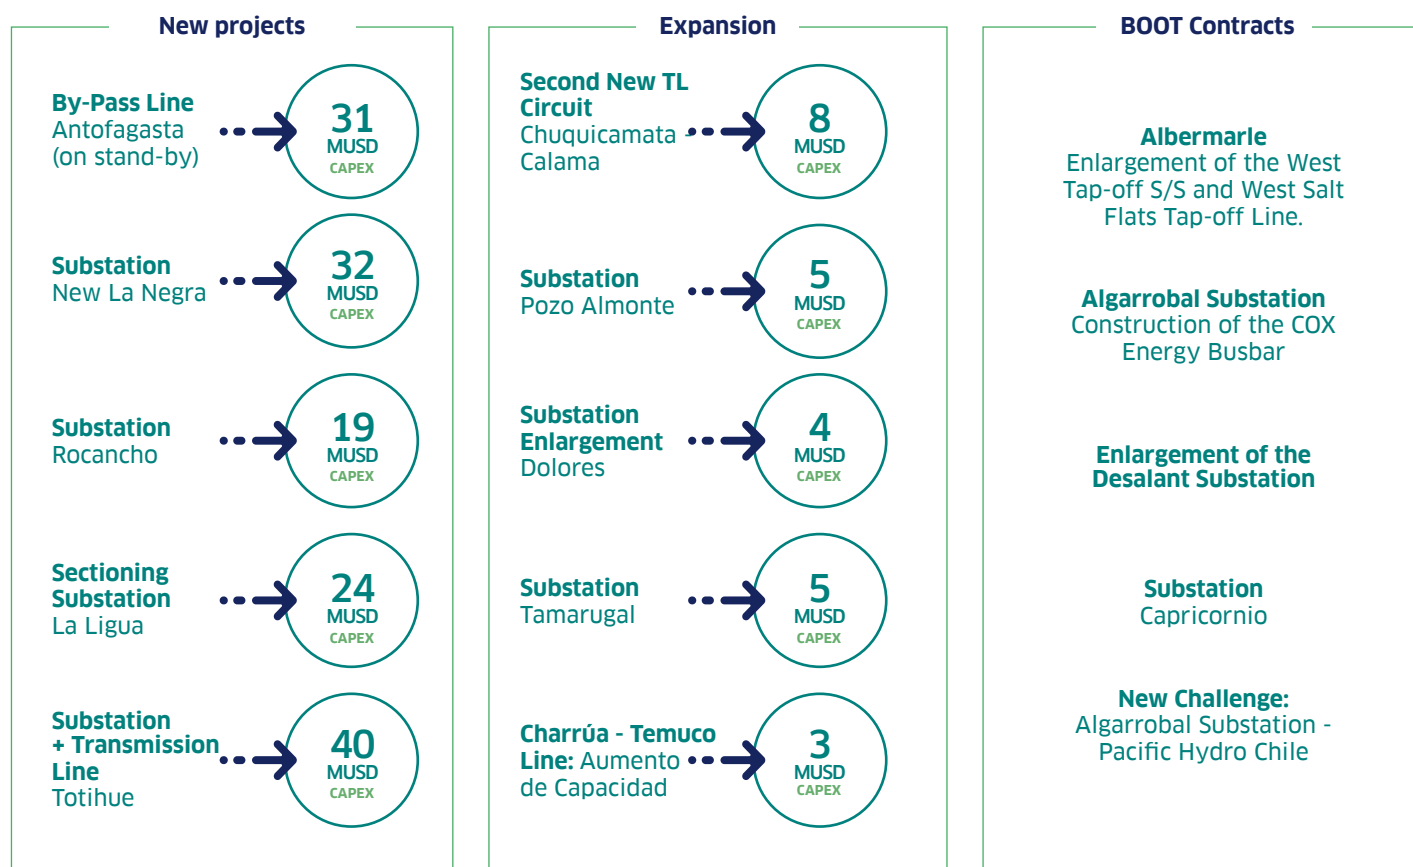 New projects
By-Pass Line
Antofagasta
(on stand-by)
31
MUSD
CAPEX
Substation
New La Negra
32
MUSD
CAPEX
Substation
Rocancho
19
MUSD
CAPEX
Sectioning
Substation
La Ligua
24
MUSD
CAPEX
Substation
+ Transmission
Line
Totihue
40
MUSD
CAPEX
Expansion
Second New TL
Circuit
Chuquicamata -
Calama
8
MUSD
CAPEX
Substation
Pozo Almonte
5
MUSD
CAPEX
Substation
Enlargement
Dolores
4
MUSD
CAPEX
Substation
Tamarugal
5
MUSD
CAPEX
Charrúa - Temuco
Line: Aumento
de Capacidad
3
MUSD
CAPEX
BOOT Contracts
Albermarle
Enlargement of the West
Tap-off S/S and West Salt
Flats Tap-off Line.
Algarrobal Substation
Construction of the COX
Energy Busbar
Enlargement of the
Desalant Substation
Substation
Capricornio
New Challenge:
Algarrobal Substation -
Pacific Hydro Chile